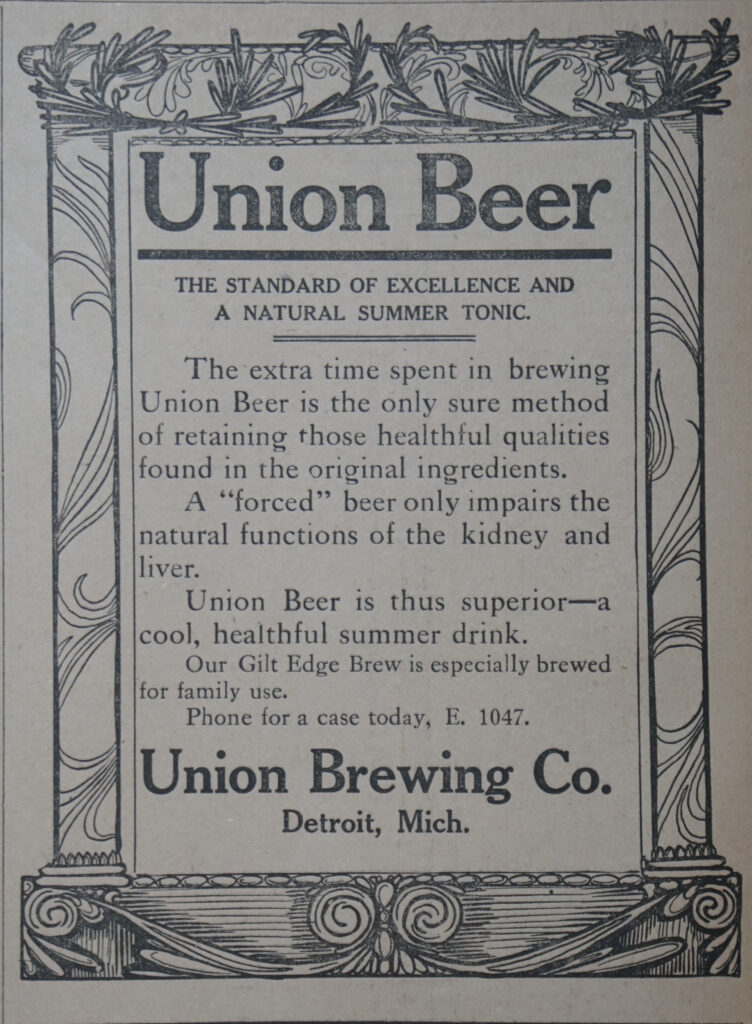 Union Beer
THE STANDARD OF EXCELLENCE AND
A NATURAL SUMMER TONIC.
The extra time spent in brewing
Union Beer is the only sure method
of retaining those healthful qualities
found in the original ingredients.
A “forced” beer only impairs the
natural functions of the kidney and
liver.
Union Beer is thus superior—a
cool, healthful summer drink.
Our Gilt Edge Brew is especially brewed
for family use.
Phone for a case today, E. 1047.
Union Brewing Co.
Detroit, Mich.